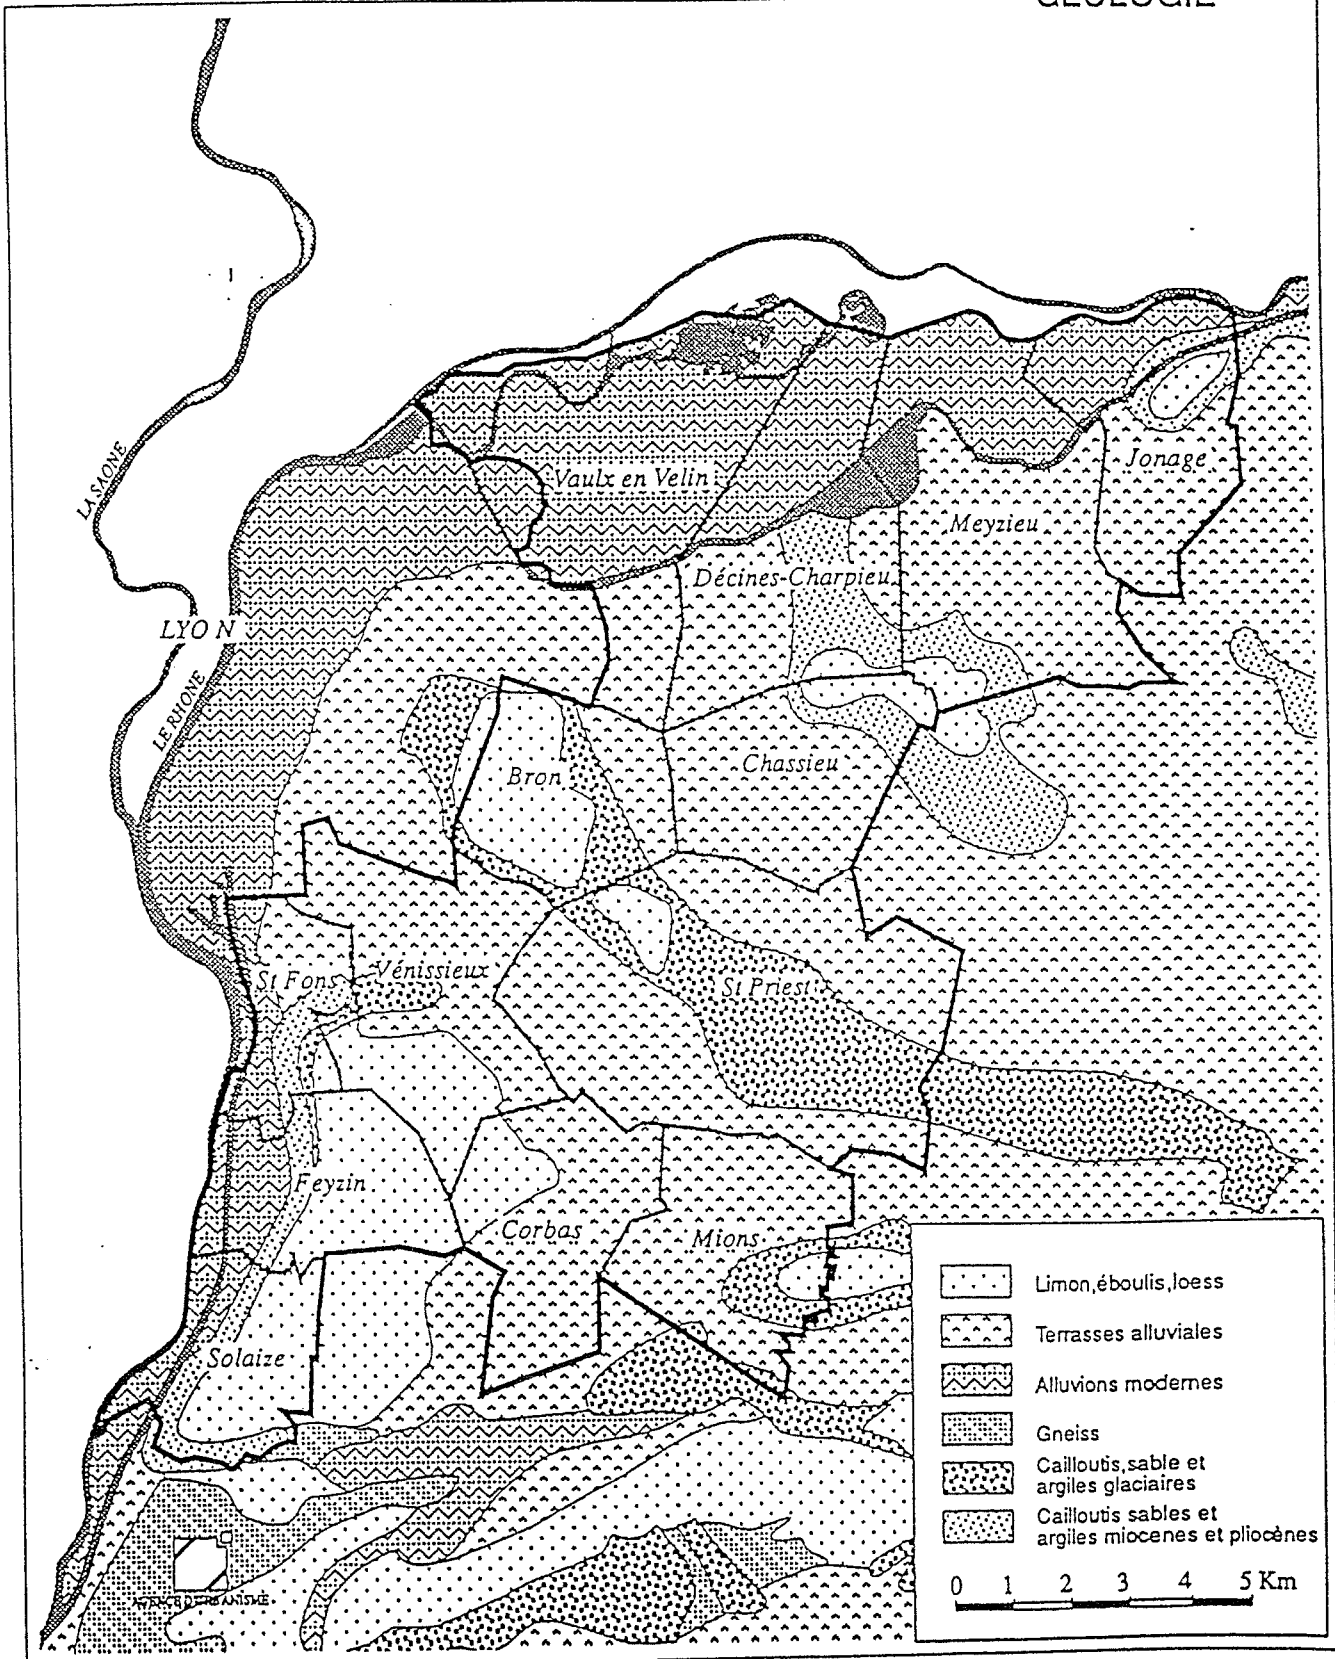 GEOLOGIE
LA SAONE
Vaulx en Velin
Jonage
Meyzieu
Décines-Charpieu
LYON
LE RHONE
Bron
Chassieu
St Fons
Vénissieux
St Priest
Feyzin
Corbas
Mions
Solaize
Limon,éboulis,loess
Terrasses alluviales
Alluvions modernes
Gneiss
Cailloutis,sable et
argiles glaciaires
Cailloutis sables et
argiles miocenes et pliocènes
0 1 2 3 4 5 Km
AGENCE D'URBANISME